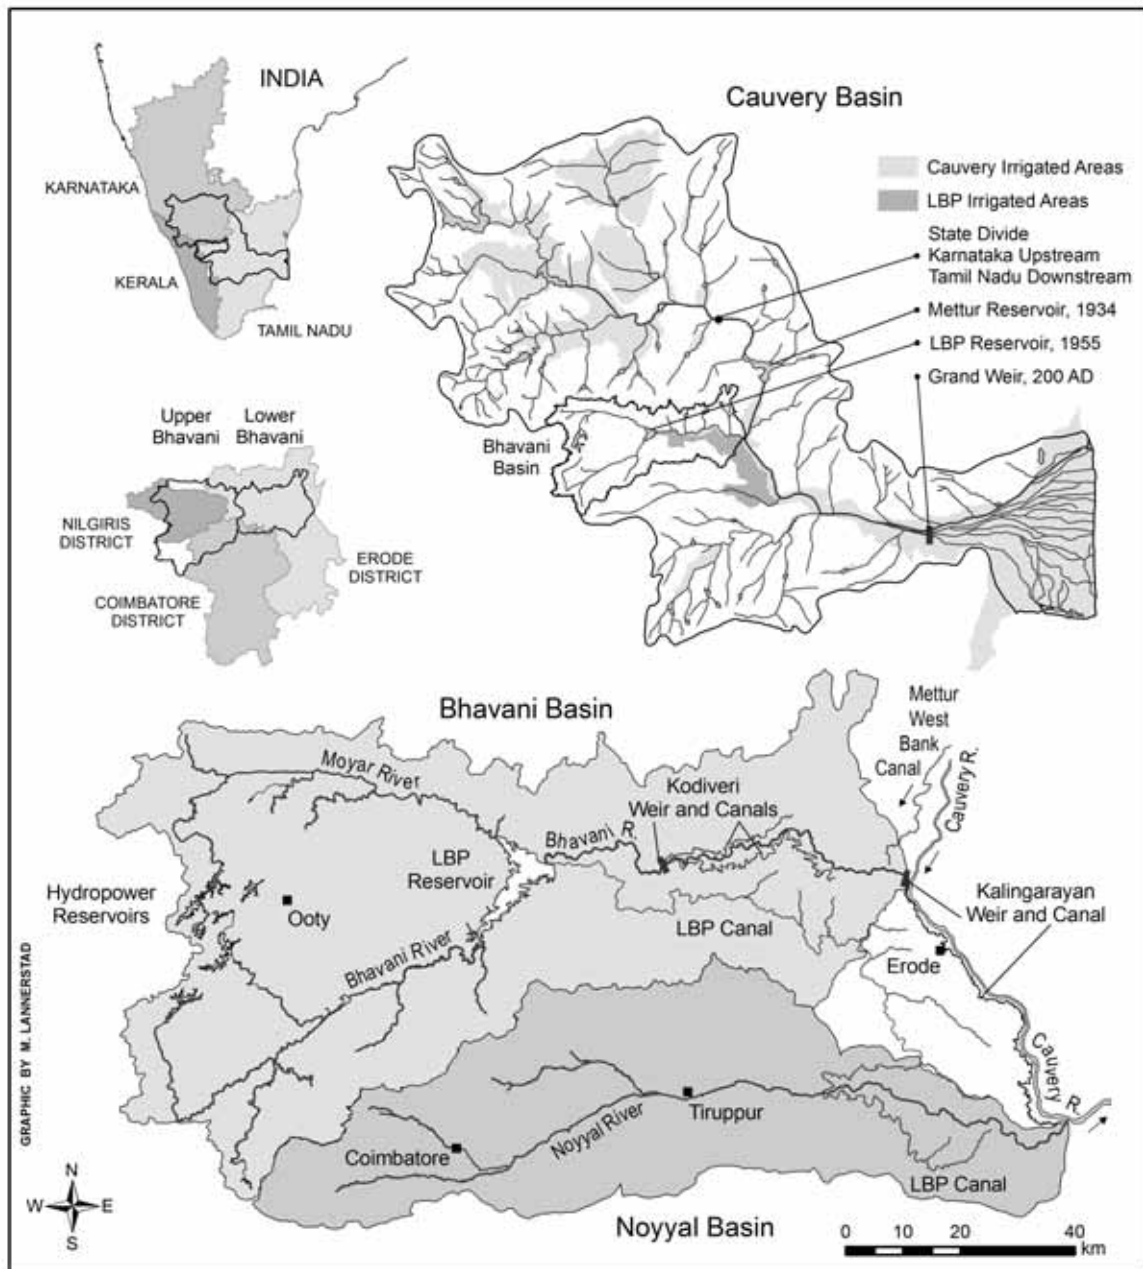 INDIA
KARNATAKA
KERALA
TAMIL NADU
Cauvery Basin
Cauvery Irrigated Areas
LBP Irrigated Areas
State Divide
Karnataka Upstream
Tamil Nadu Downstream
Mettur Reservoir, 1934
LBP Reservoir, 1955
Grand Weir, 200 AD
Bhavani
Basin
Upper
Bhavani
Lower
Bhavani
NILGIRIS
DISTRICT
ERODE
DISTRICT
COIMBATORE
DISTRICT
Bhavani Basin
Mettur
West
Bank
Canal
Cauvery R.
Moyar River
Kodiveri
Weir and Canals
Bhavani R.
LBP
Reservoir
Hydropower
Reservoirs
Ooty
LBP Canal
Kalingarayan
Weir and Canal
Bhavani River
Erode
Cauvery
R.
Tiruppur
Noyyal River
Coimbatore
LBP Canal
Noyyal Basin
GRAPHIC BY M. LANNERSTAD
N
W
E
S
0 10 20 40
km